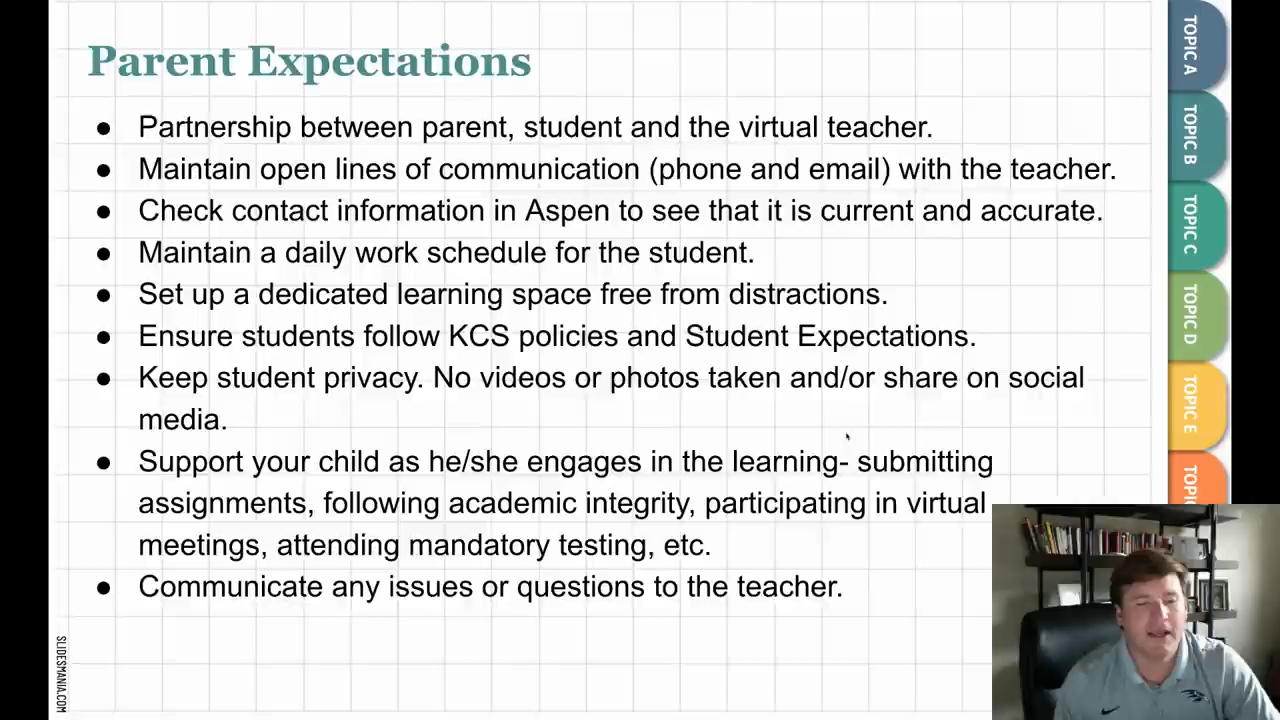 Parent Expectations
● Partnership between parent, student and the virtual teacher.
● Maintain open lines of communication (phone and email) with the teacher.
● Check contact information in Aspen to see that it is current and accurate.
● Maintain a daily work schedule for the student.
● Set up a dedicated learning space free from distractions.
● Ensure students follow KCS policies and Student Expectations.
● Keep student privacy. No videos or photos taken and/or share on social
media.
● Support your child as he/she engages in the learning- submitting
assignments, following academic integrity, participating in virtual
meetings, attending mandatory testing, etc.
● Communicate any issues or questions to the teacher.
TOPIC A
TOPIC B
TOPIC C
TOPIC D
TOPIC E
TOPIC
SLIDESMANIA.COM